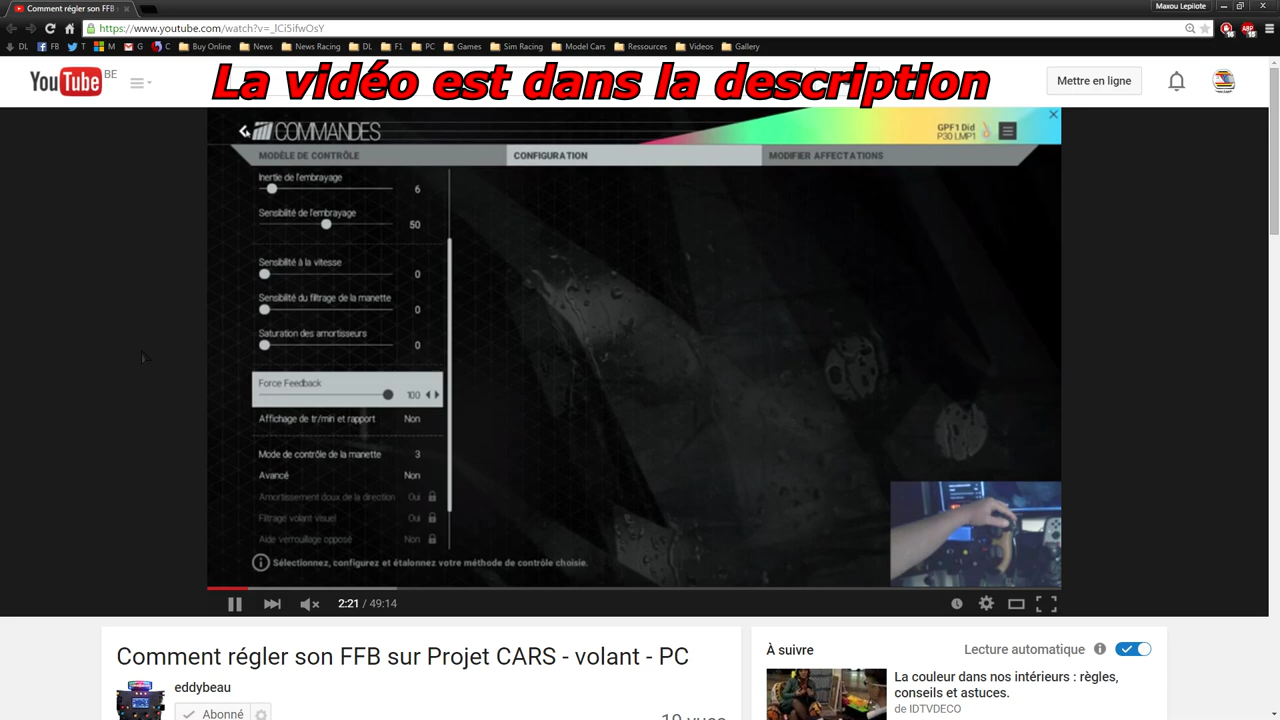 Comment régler son FFB s
Maxou Lepilote
https://www.youtube.com/watch?v=_lCi5ifwOsY
DL FB T M G C Buy Online News News Racing DL F1 PC Games Sim Racing Model Cars Ressources Videos Gallery
YouTube BE
La vidéo est dans la description
Mettre en ligne
COMMANDES
GPF1 Did
P30 LMP1
MODÈLE DE CONTRÔLE CONFIGURATION MODIFIER AFFECTATIONS
Inertie de l'embrayage 6
Sensibilité de l'embrayage 50
Sensibilité à la vitesse 0
Sensibilité du filtrage de la manette 0
Saturation des amortisseurs 0
Force Feedback 100
Affichage de tr/min et rapport Non
Mode de contrôle de la manette 3
Avancé Non
Amortissement doux de la direction Oui
Filtrage volant visuel Oui
Aide verrouillage opposé Non
Sélectionnez, configurez et étalonnez votre méthode de contrôle choisie.
2:21 / 49:14
Comment régler son FFB sur Projet CARS - volant - PC
eddybeau
Abonné
19 vues
À suivre
Lecture automatique
La couleur dans nos intérieurs : règles,
conseils et astuces.
de IDTVDECO